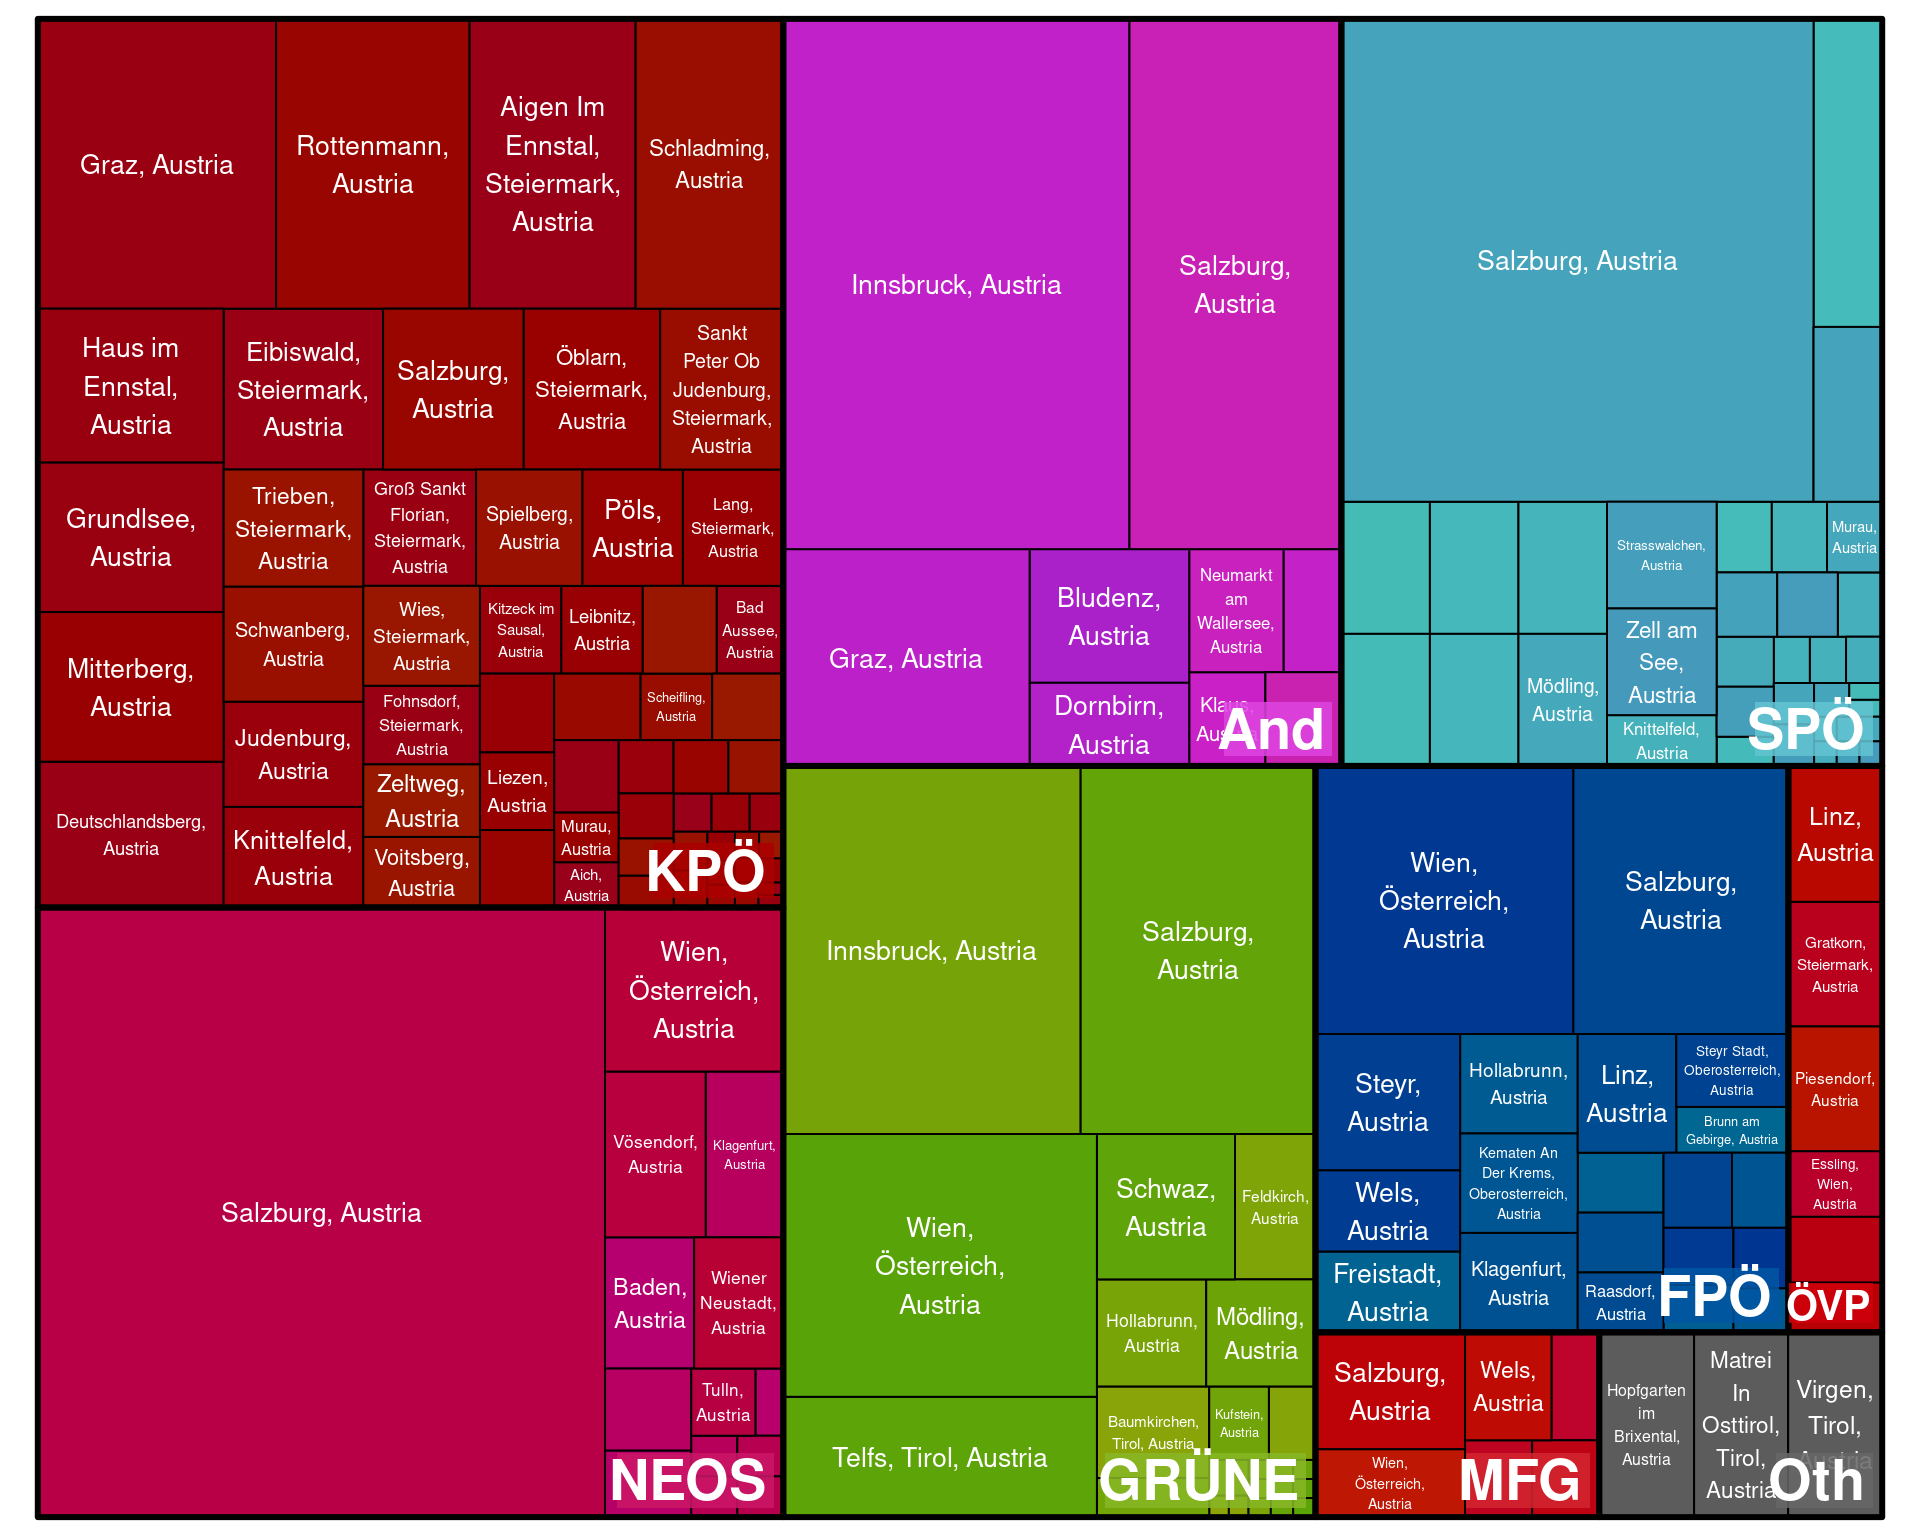 Graz, Austria
Rottenmann,
Austria
Aigen Im
Ennstal,
Steiermark,
Austria
Schladming,
Austria
Haus im
Ennstal,
Austria
Eibiswald,
Steiermark,
Austria
Salzburg,
Austria
Öblarn,
Steiermark,
Austria
Sankt
Peter Ob
Judenburg,
Steiermark,
Austria
Grundlsee,
Austria
Trieben,
Steiermark,
Austria
Groß Sankt
Florian,
Steiermark,
Austria
Spielberg,
Austria
Pöls,
Austria
Lang,
Steiermark,
Austria
Mitterberg,
Austria
Schwanberg,
Austria
Wies,
Steiermark,
Austria
Kitzeck im
Sausal,
Austria
Leibnitz,
Austria
Bad
Aussee,
Austria
Judenburg,
Austria
Fohnsdorf,
Steiermark,
Austria
Scheifling,
Austria
Deutschlandsberg,
Austria
Knittelfeld,
Austria
Zeltweg,
Austria
Voitsberg,
Austria
Liezen,
Austria
Murau,
Austria
Aich,
Austria
KPÖ
Innsbruck, Austria
Salzburg,
Austria
Graz, Austria
Bludenz,
Austria
Dornbirn,
Austria
Neumarkt
am
Wallersee,
Austria
Klaus,
Austria
And
Salzburg, Austria
Strasswalchen,
Austria
Murau,
Austria
Mödling,
Austria
Zell am
See,
Austria
Knittelfeld,
Austria
SPÖ
Salzburg, Austria
Wien,
Österreich,
Austria
Vösendorf,
Austria
Klagenfurt,
Austria
Baden,
Austria
Wiener
Neustadt,
Austria
Tulln,
Austria
NEOS
Innsbruck, Austria
Salzburg,
Austria
Wien,
Österreich,
Austria
Schwaz,
Austria
Feldkirch,
Austria
Hollabrunn,
Austria
Mödling,
Austria
Telfs, Tirol, Austria
Baumkirchen,
Tirol, Austria
Kufstein,
Austria
GRÜNE
Wien,
Österreich,
Austria
Salzburg,
Austria
Steyr,
Austria
Hollabrunn,
Austria
Linz,
Austria
Steyr Stadt,
Oberosterreich,
Austria
Brunn am
Gebirge, Austria
Kematen An
Der Krems,
Oberosterreich,
Austria
Wels,
Austria
Freistadt,
Austria
Klagenfurt,
Austria
Raasdorf,
Austria
FPÖ
Linz,
Austria
Gratkorn,
Steiermark,
Austria
Piesendorf,
Austria
Essling,
Wien,
Austria
ÖVP
Salzburg,
Austria
Wels,
Austria
Wien,
Österreich,
Austria
MFG
Hopfgarten
im
Brixental,
Austria
Matrei
In
Osttirol,
Tirol,
Austria
Virgen,
Tirol,
Austria
Oth